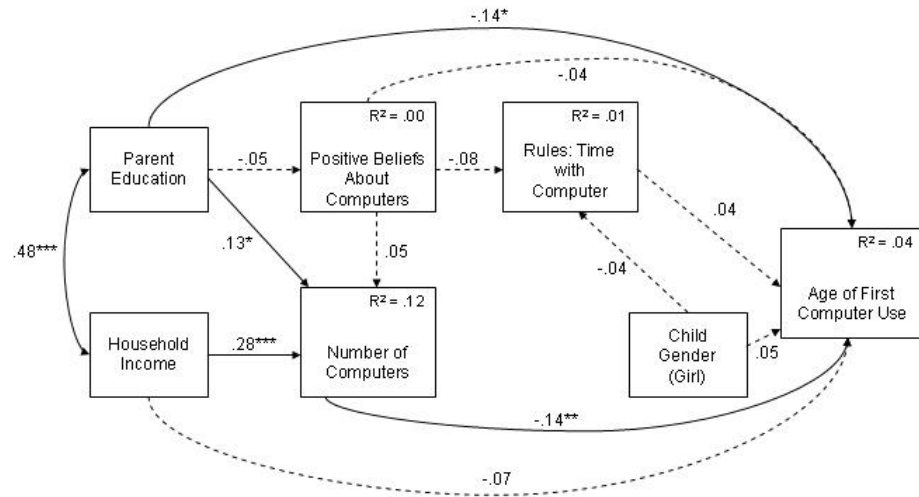 -.14*
-.04
R² = .00
R² = .01
Parent
Education
-.05
Positive Beliefs
About
Computers
-.08
Rules: Time
with
Computer
.04
R² = .04
.48***
.13*
.05
-.04
Age of First
Computer Use
R² = .12
Household
Income
.28***
Number of
Computers
Child
Gender
(Girl)
.05
-.14**
-.07